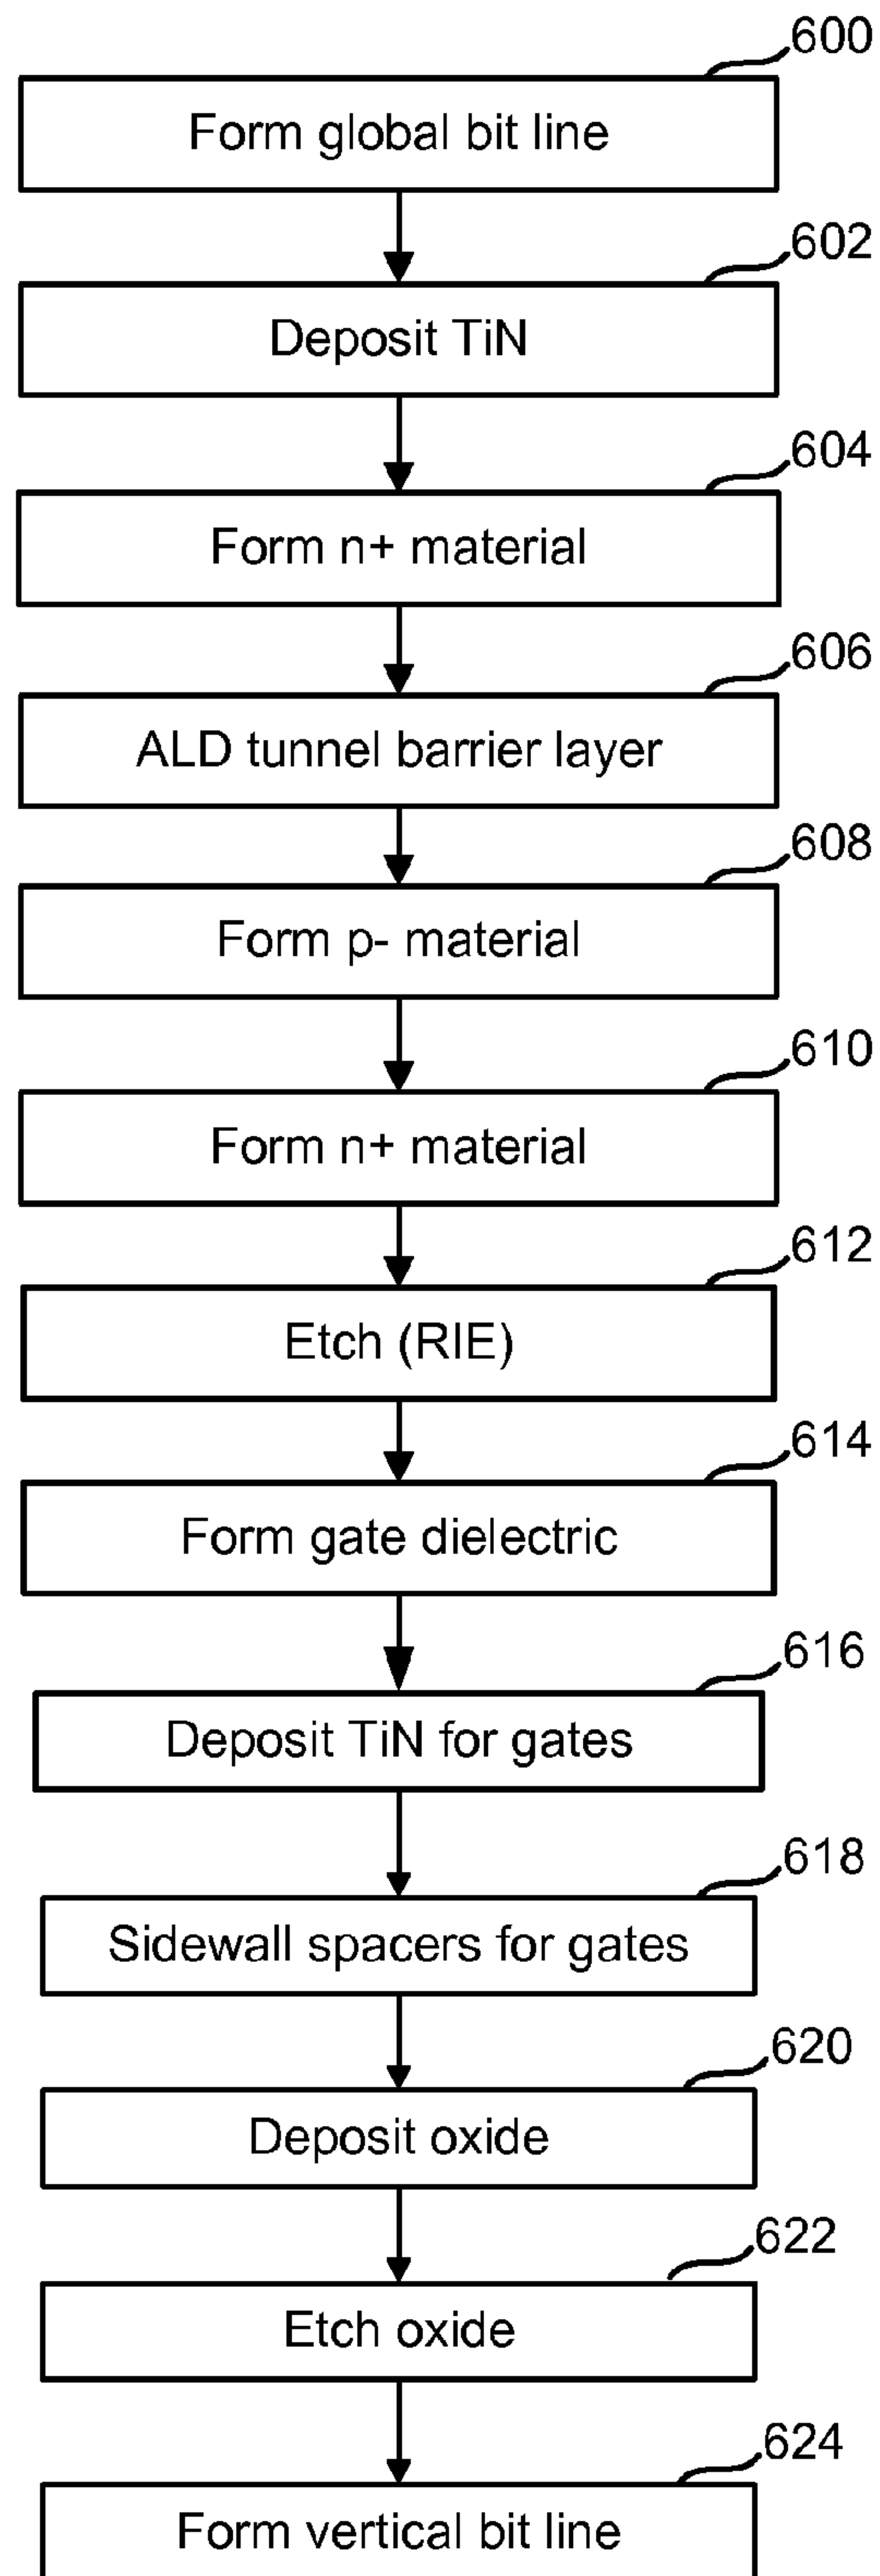 600
Form global bit line
602
Deposit TiN
604
Form n+ material
606
ALD tunnel barrier layer
608
Form p- material
610
Form n+ material
612
Etch (RIE)
614
Form gate dielectric
616
Deposit TiN for gates
618
Sidewall spacers for gates
620
Deposit oxide
622
Etch oxide
624
Form vertical bit line